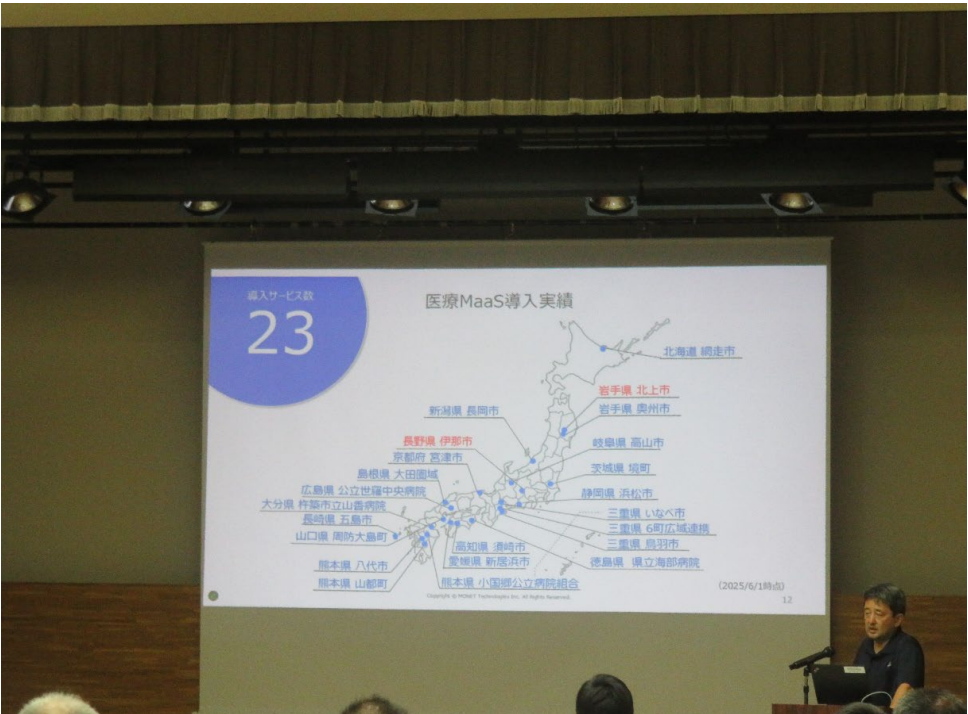 導入サービス数
23
医療MaaS導入実績
北海道 網走市
岩手県 北上市
岩手県 奥州市
新潟県 長岡市
岐阜県 高山市
長野県 伊那市
京都府 宮津市
茨城県 境町
島根県 大田圏域
広島県 公立世羅中央病院
静岡県 浜松市
大分県 杵築市立山香病院
三重県 いなべ市
長崎県 五島市
三重県 6町広域連携
山口県 周防大島町
三重県 鳥羽市
高知県 須崎市
愛媛県 新居浜市
徳島県 県立海部病院
熊本県 八代市
熊本県 山都町
熊本県 小国郷公立病院組合
(2025/6/1時点)
Copyright © MONET Technologies Inc. All Rights Reserved.
12